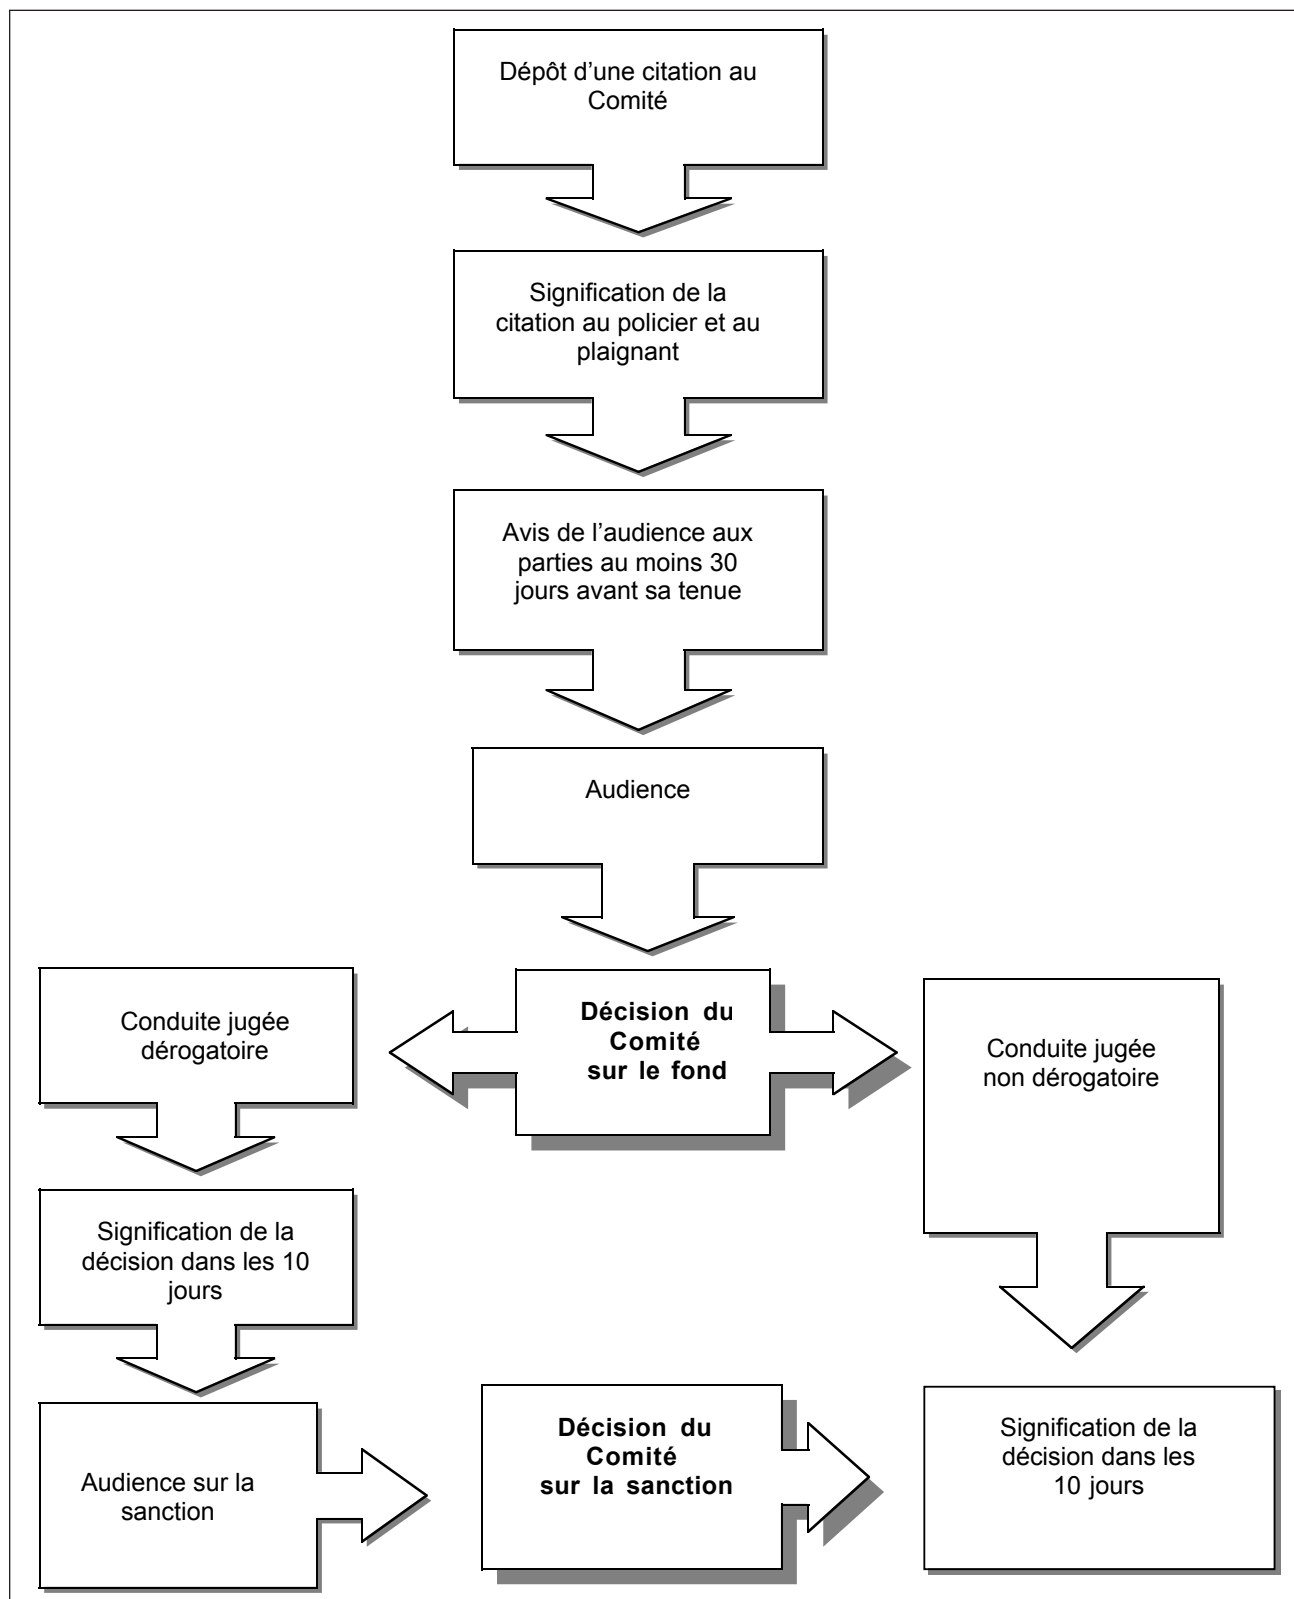 Dépôt d’une citation au
Comité
Signification de la
citation au policier et au
plaignant
Avis de l’audience aux
parties au moins 30
jours avant sa tenue
Audience
Décision du
Comité
sur le fond
Conduite jugée
dérogatoire
Conduite jugée
non dérogatoire
Signification de la
décision dans les 10
jours
Audience sur la
sanction
Décision du
Comité
sur la sanction
Signification de la
décision dans les
10 jours